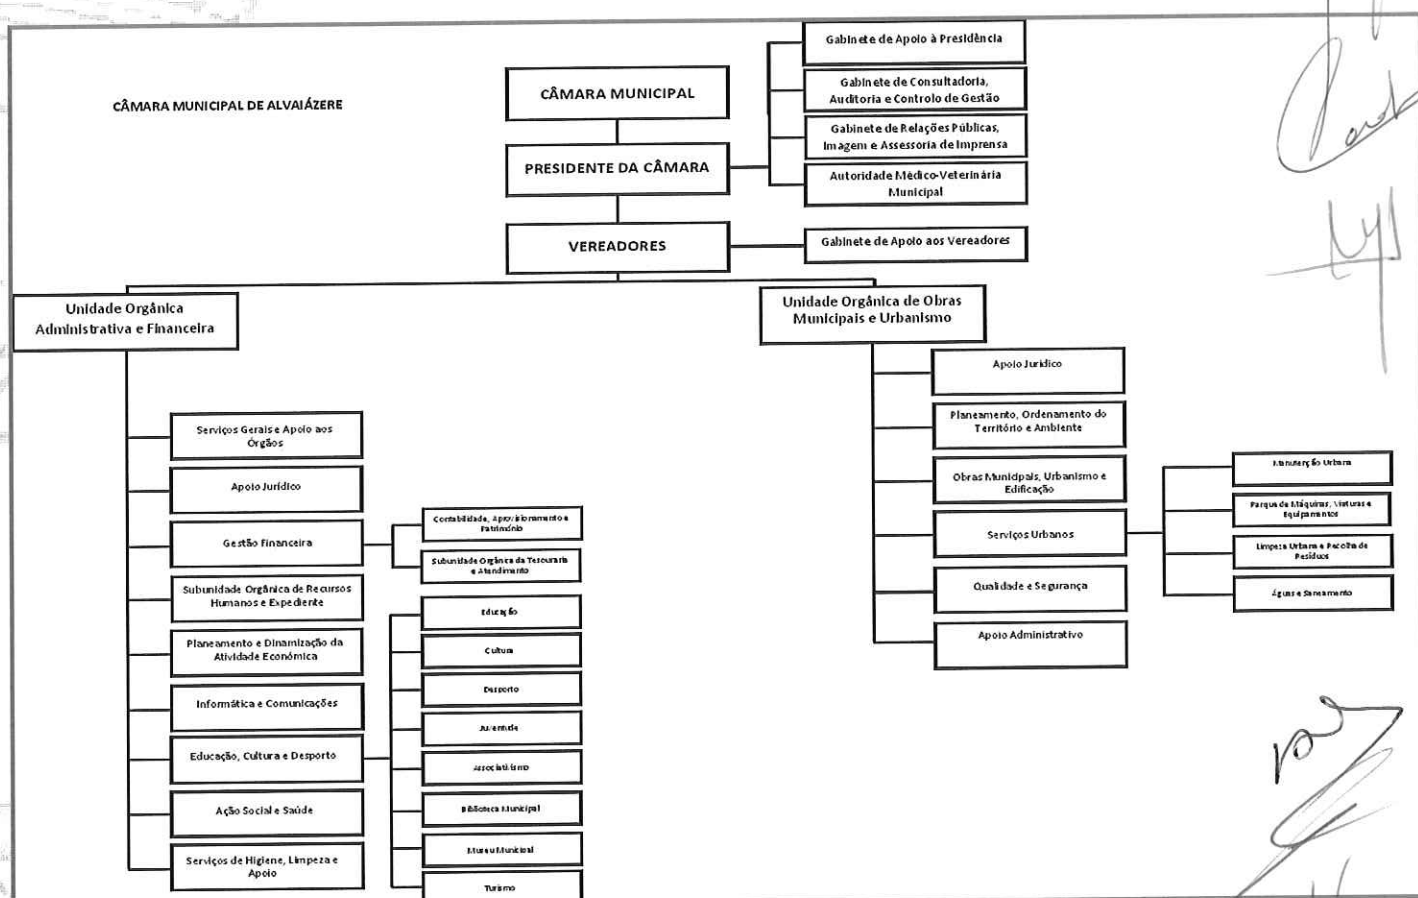 CÂMARA MUNICIPAL DE ALVAIÁZERE
CÂMARA MUNICIPAL
PRESIDENTE DA CÂMARA
VEREADORES
Gabinete de Apoio à Presidência
Gabinete de Consultadoria,
Auditoria e Controlo de Gestão
Gabinete de Relações Públicas,
Imagem e Assessoria de Imprensa
Autoridade Médico-Veterinária
Municipal
Gabinete de Apoio aos Vereadores
Unidade Orgânica
Administrativa e Financeira
Serviços Gerais e Apoio aos
Órgãos
Apoio Jurídico
Gestão Financeira
Contabilidade, Aprovisionamento e
Património
Subunidade Orgânica da Tesouraria
e Atendimento
Subunidade Orgânica de Recursos
Humanos e Expediente
Planeamento e Dinamização da
Atividade Económica
Informática e Comunicações
Educação, Cultura e Desporto
Educação
Cultura
Desporto
Juventude
Associativismo
Biblioteca Municipal
Museu Municipal
Turismo
Ação Social e Saúde
Serviços de Higiene, Limpeza e
Apoio
Unidade Orgânica de Obras
Municipais e Urbanismo
Apoio Jurídico
Planeamento, Ordenamento do
Território e Ambiente
Obras Municipais, Urbanismo e
Edificação
Serviços Urbanos
Manutenção Urbana
Parque de Máquinas, Viaturas e
Equipamentos
Limpeza Urbana e Recolha de
Resíduos
Águas e Saneamento
Qualidade e Segurança
Apoio Administrativo